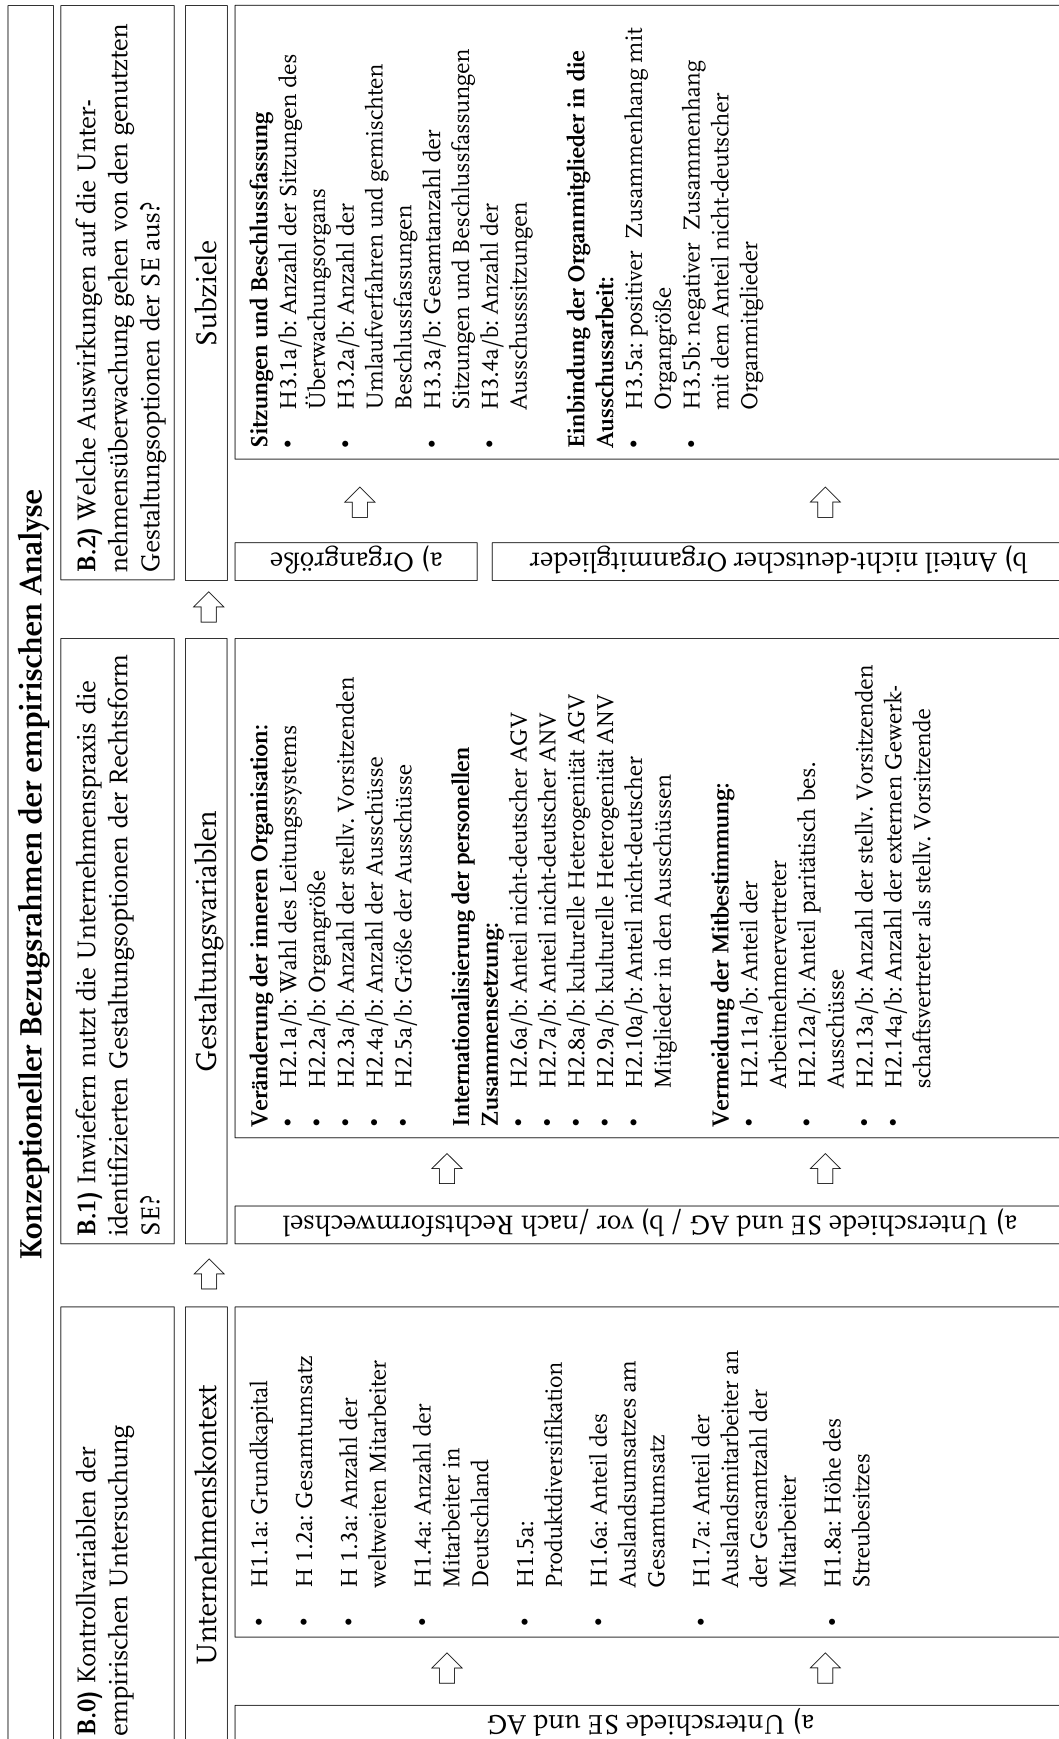 Konzeptioneller Bezugsrahmen der empirischen Analyse
B.0) Kontrollvariablen der
empirischen Untersuchung
Unternehmenskontext
a) Unterschiede SE und AG
• H1.1a: Grundkapital
• H 1.2a: Gesamtumsatz
• H 1.3a: Anzahl der
weltweiten Mitarbeiter
• H1.4a: Anzahl der
Mitarbeiter in
Deutschland
• H1.5a:
Produktdiversifikation
• H1.6a: Anteil des
Auslandsumsatzes am
Gesamtumsatz
• H1.7a: Anteil der
Auslandsmitarbeiter an
der Gesamtzahl der
Mitarbeiter
• H1.8a: Höhe des
Streubesitzes
B.1) Inwiefern nutzt die Unternehmenspraxis die
identifizierten Gestaltungsoptionen der Rechtsform
SE?
Gestaltungsvariablen
a) Unterschiede SE und AG / b) vor /nach Rechtsformwechsel
Veränderung der inneren Organisation:
• H2.1a/b: Wahl des Leitungssystems
• H2.2a/b: Organgröße
• H2.3a/b: Anzahl der stellv. Vorsitzenden
• H2.4a/b: Anzahl der Ausschüsse
• H2.5a/b: Größe der Ausschüsse
Internationalisierung der personellen
Zusammensetzung:
• H2.6a/b: Anteil nicht-deutscher AGV
• H2.7a/b: Anteil nicht-deutscher ANV
• H2.8a/b: kulturelle Heterogenität AGV
• H2.9a/b: kulturelle Heterogenität ANV
• H2.10a/b: Anteil nicht-deutscher
Mitglieder in den Ausschüssen
Vermeidung der Mitbestimmung:
• H2.11a/b: Anteil der
Arbeitnehmervertreter
• H2.12a/b: Anteil paritätisch bes.
Ausschüsse
• H2.13a/b: Anzahl der stellv. Vorsitzenden
• H2.14a/b: Anzahl der externen Gewerk-
schaftsvertreter als stellv. Vorsitzende
B.2) Welche Auswirkungen auf die Unter-
nehmensüberwachung gehen von den genutzten
Gestaltungsoptionen der SE aus?
Subziele
a) Organgröße
b) Anteil nicht-deutscher Organmitglieder
Sitzungen und Beschlussfassung
• H3.1a/b: Anzahl der Sitzungen des
Überwachungsorgans
• H3.2a/b: Anzahl der
Umlaufverfahren und gemischten
Beschlussfassungen
• H3.3a/b: Gesamtanzahl der
Sitzungen und Beschlussfassungen
• H3.4a/b: Anzahl der
Ausschusssitzungen
Einbindung der Organmitglieder in die
Ausschussarbeit:
• H3.5a: positiver Zusammenhang mit
Organgröße
• H3.5b: negativer Zusammenhang
mit dem Anteil nicht-deutscher
Organmitglieder